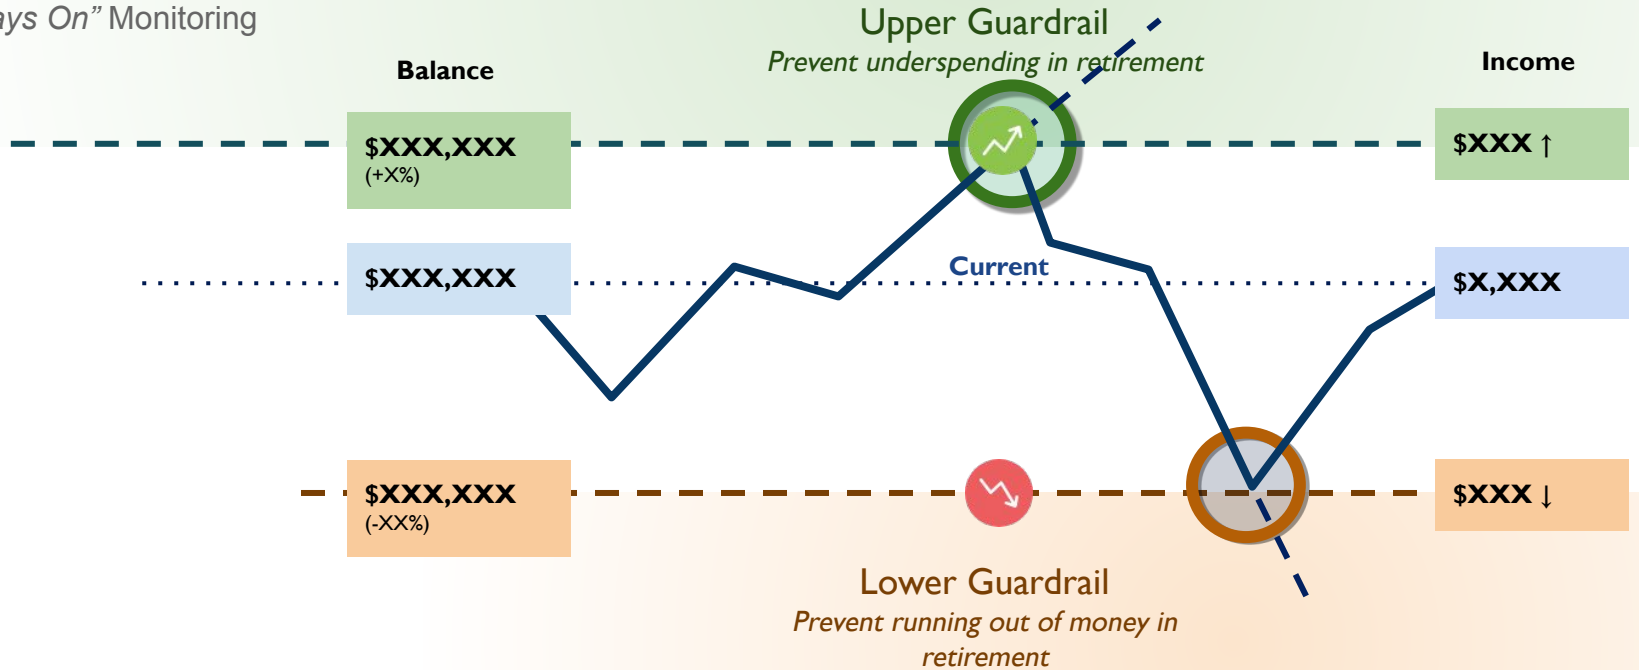 ays On” Monitoring
Upper Guardrail
Prevent underspending in retirement
Balance
Income
$XXX,XXX
(+X%)
$XXX ↑
$XXX,XXX
Current
$X,XXX
$XXX,XXX
(-XX%)
$XXX ↓
Lower Guardrail
Prevent running out of money in
retirement